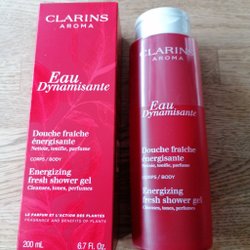 CLARINS
AROMA
Eau
Dynamisante
Douche fraîche
énergisante
Nettoie, tonifie, parfume
CORPS/BODY
Energizing
fresh shower gel
Cleanses, tones, perfumes
LE PARFUM ET L'ACTION DES PLANTES
FRAGRANCE AND BENEFITS OF PLANTS
200 mL
6.7 Fl. Oz.
CLARINS
AROMA
Eau
Dynamisante
Douche fraîche
énergisante
Nettoie, tonifie, parfume
CORPS/BODY
Energizing
fresh shower gel
Cleanses, tones, perfumes